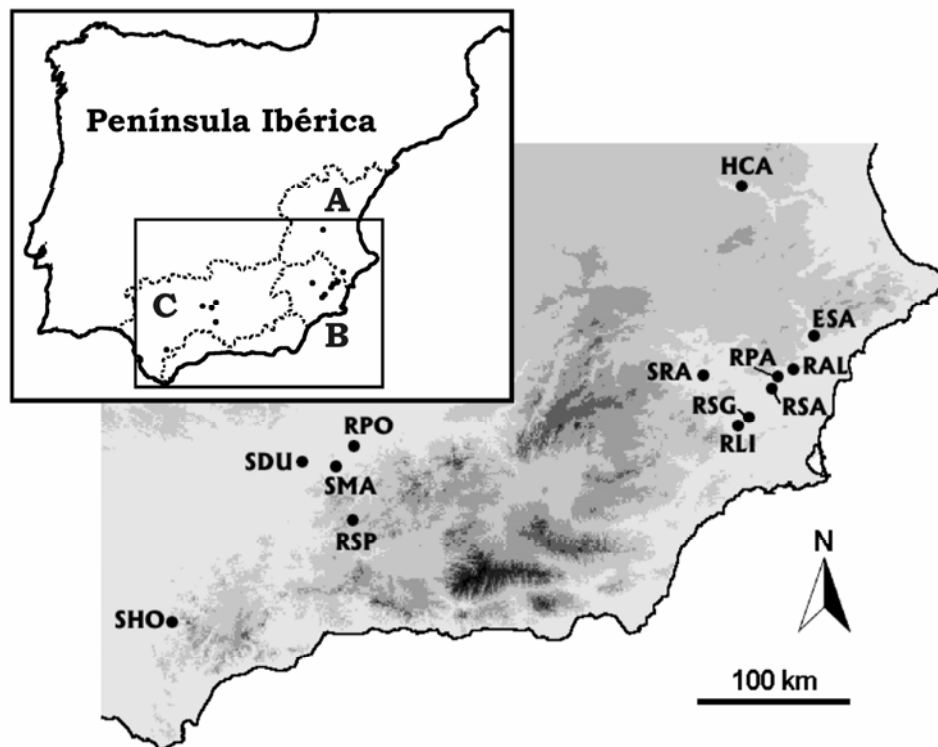 Península Ibérica
A
C
B
HCA
ESA
RPA
RAL
SRA
RSA
RSG
RLI
RPO
SDU
SMA
RSP
SHO
N
100 km